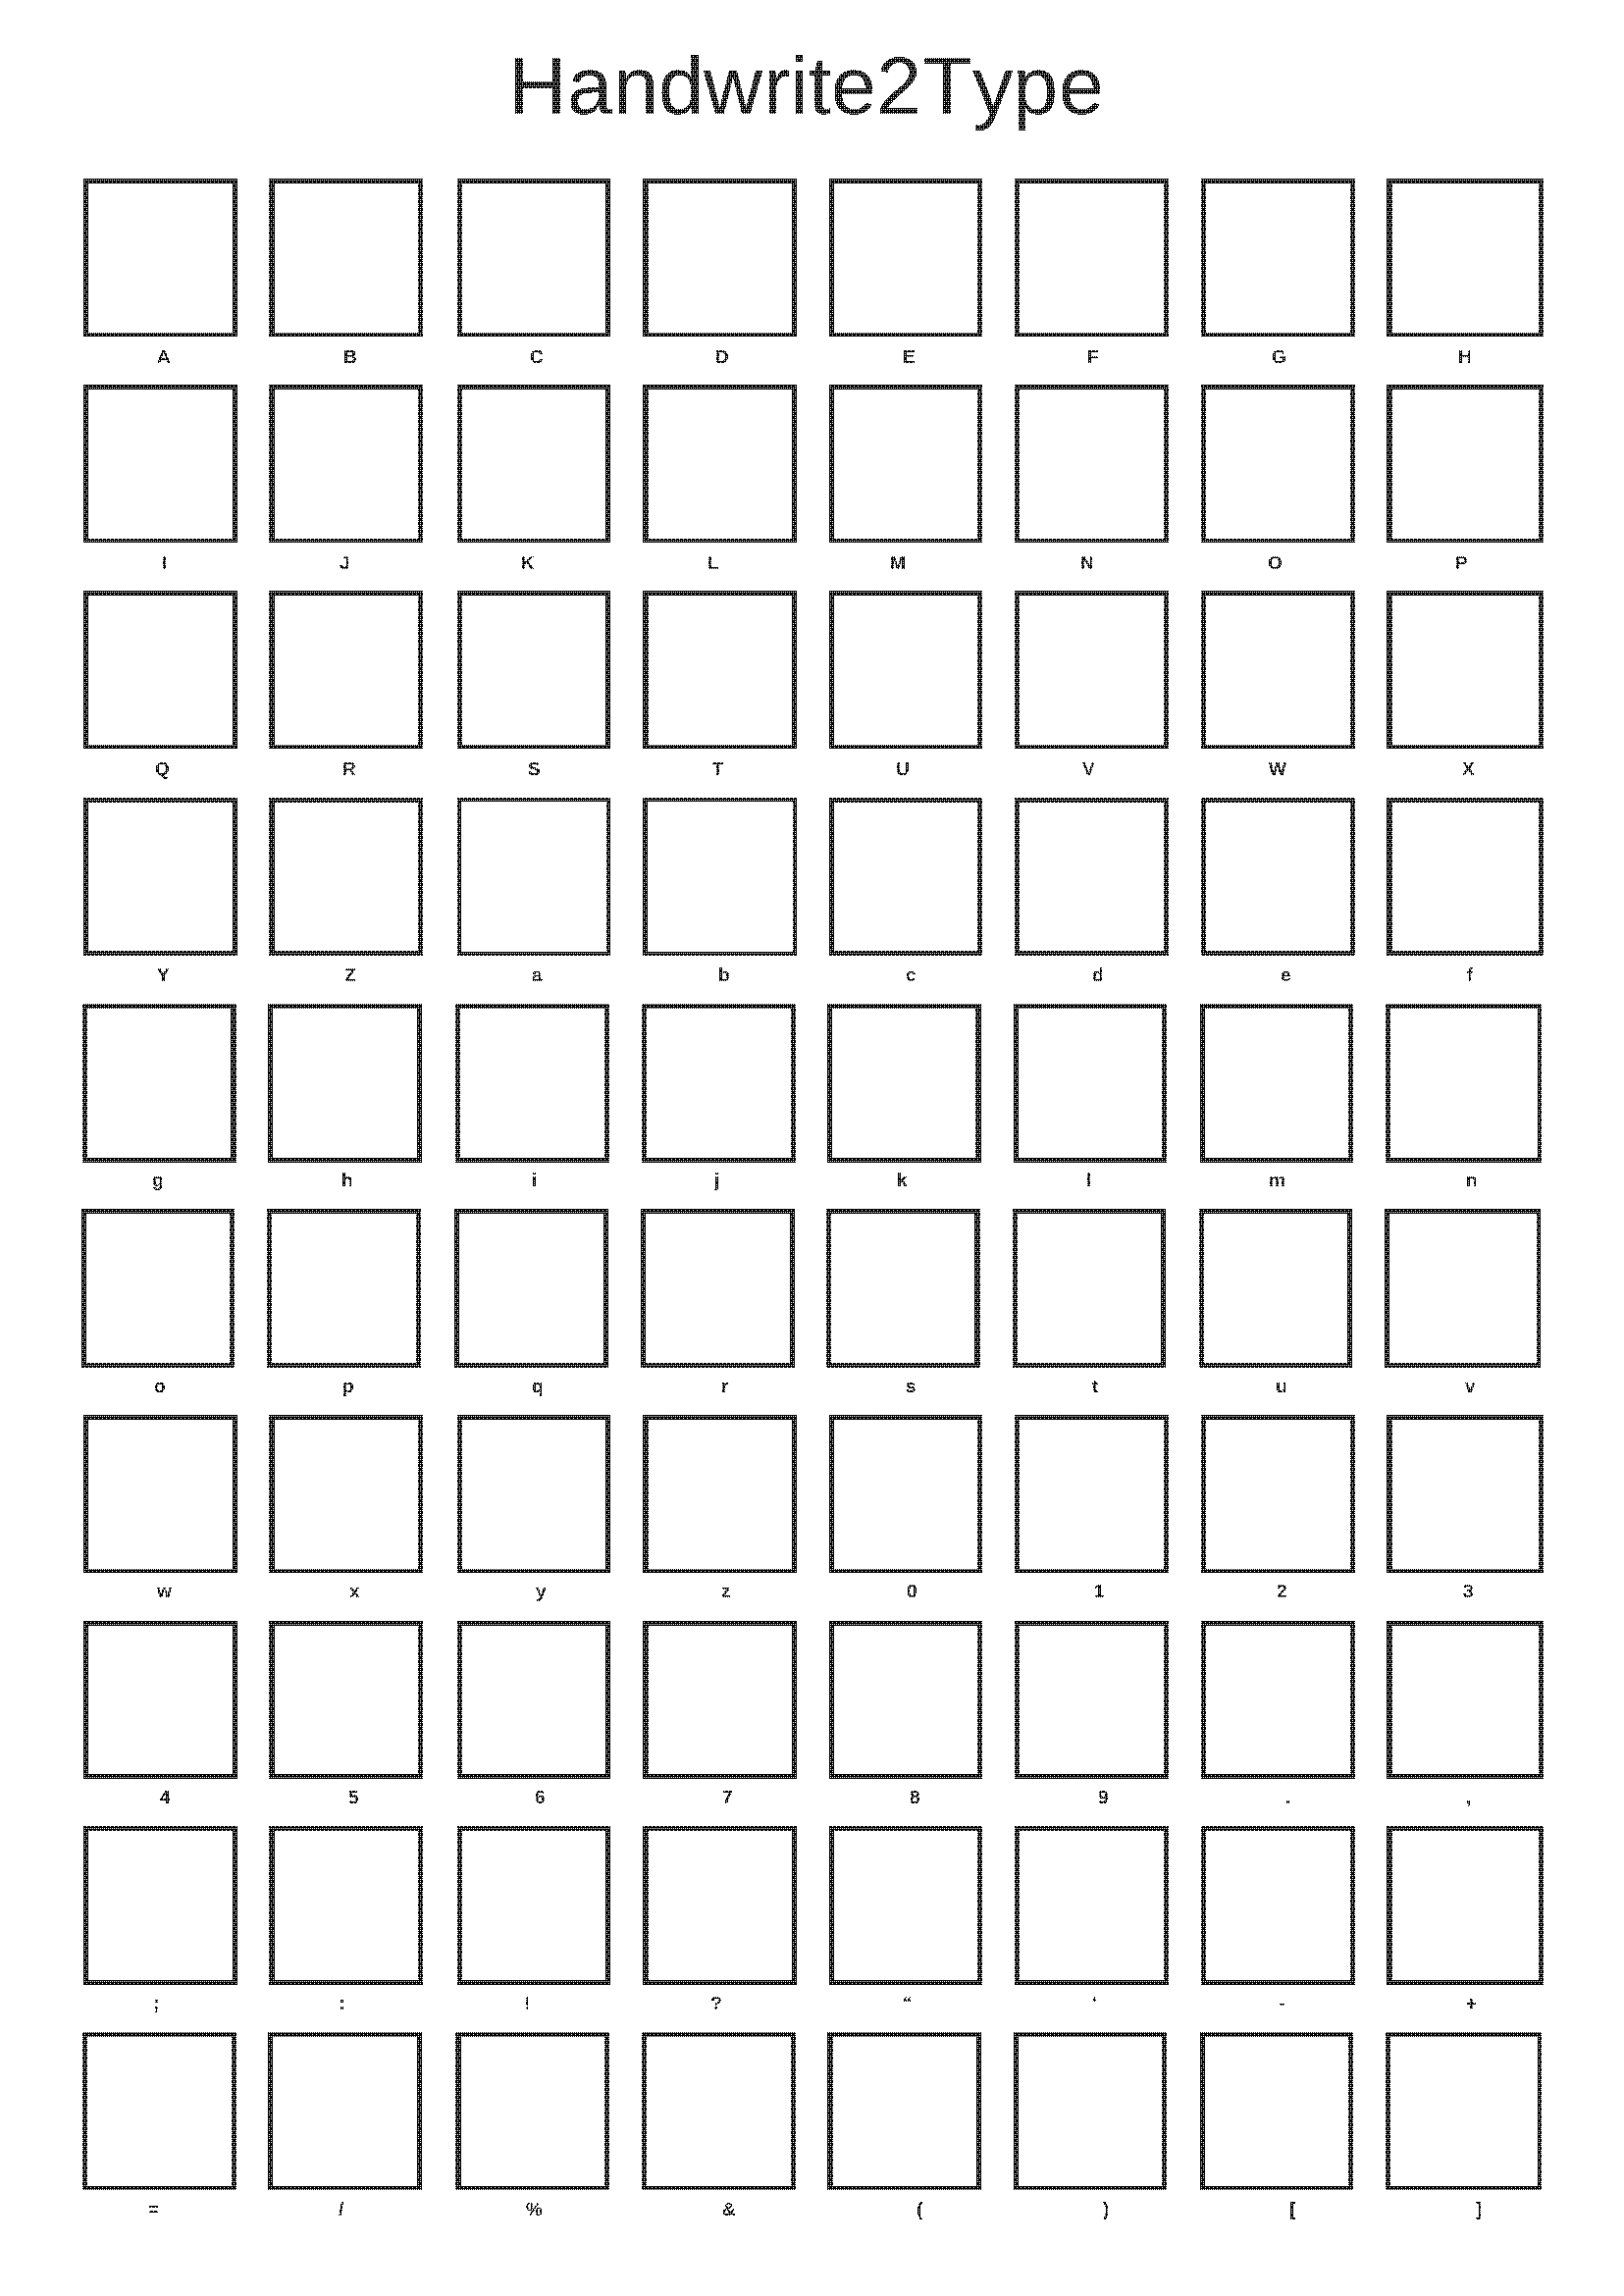 Handwrite2Type
A B C D E F G H
I J K L M N O P
Q R S T U V W X
Y Z a b c d e f
g h i j k l m n
o p q r s t u v
w x y z 0 1 2 3
4 5 6 7 8 9 . ,
; : ! ? “ ‘ - +
= / % & ( ) [ ]